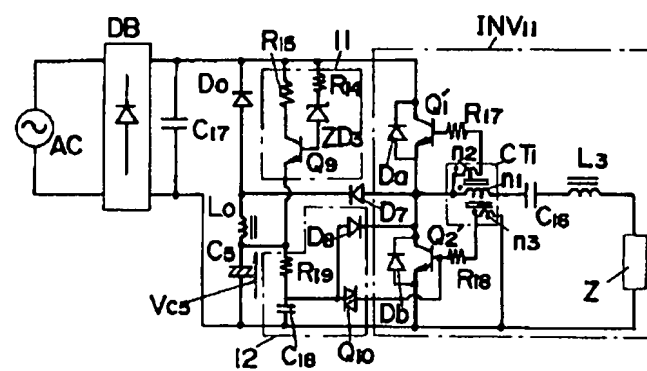 INV11
DB
R15
11
Do
R14
Q1'
R17
AC
C17
ZD3
n2
CT1
L3
Q9
Da
n1
D7
C16
Lo
D8
Q2'
n3
C5
R19
R18
Vc5
Db
Z
12
C18
Q10